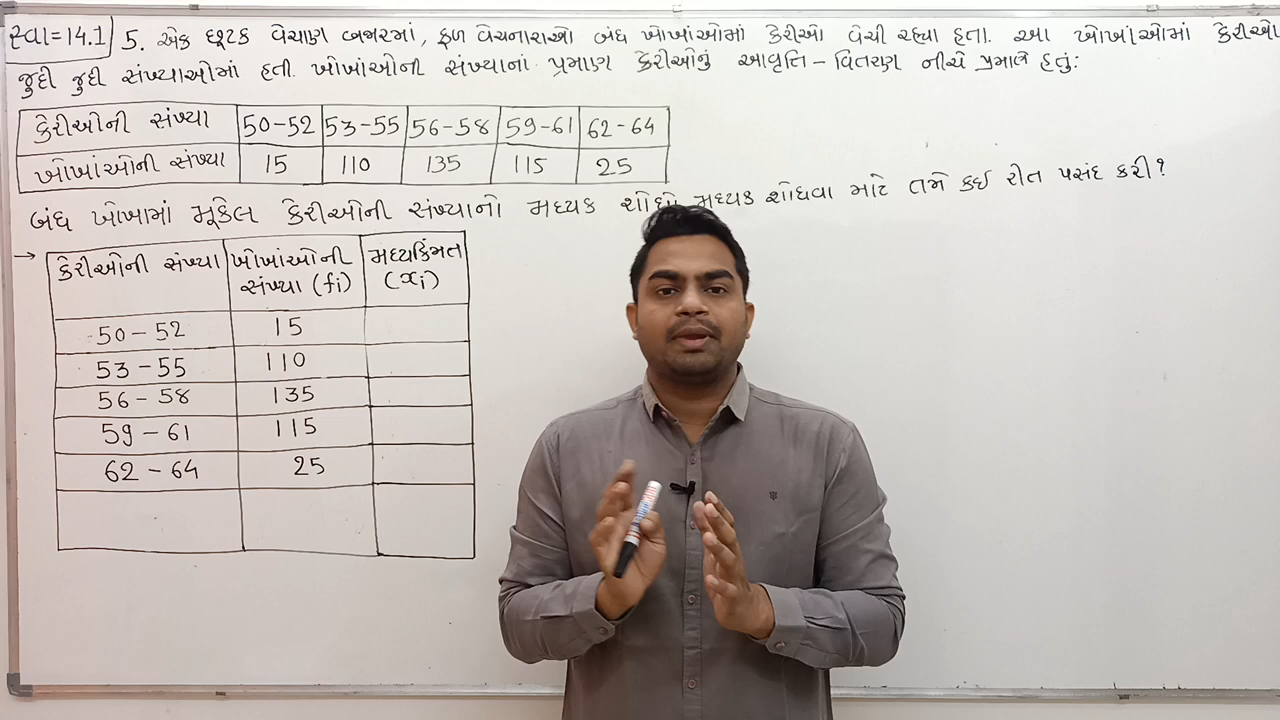 સ્વા=14.1 5. એક છૂટક વેચાણ બજારમાં, ફળ વેચનારાઓ બંધ ખોખાંઓમાં કેરીઓ વેચી રહ્યા હતા. આ ખોખાંઓમાં કેરીઓ
જુદી જુદી સંખ્યાઓમાં હતી. ખોખાંઓની સંખ્યાનાં પ્રમાણે કેરીઓનું આવૃત્તિ-વિતરણ નીચે પ્રમાણે હતું:
કેરીઓની સંખ્યા 50-52 53-55 56-58 59-61 62-64
ખોખાંઓની સંખ્યા 15 110 135 115 25
બંધ ખોખામાં મૂકેલ કેરીઓની સંખ્યાનો મધ્યક શોધો મધ્યક શોધવા માટે તમે કઈ રીત પસંદ કરી?
→ કેરીઓની સંખ્યા ખોખાંઓની સંખ્યા (fi) મધ્યકિંમત (xi)
50-52 15
53-55 110
56-58 135
59-61 115
62-64 25